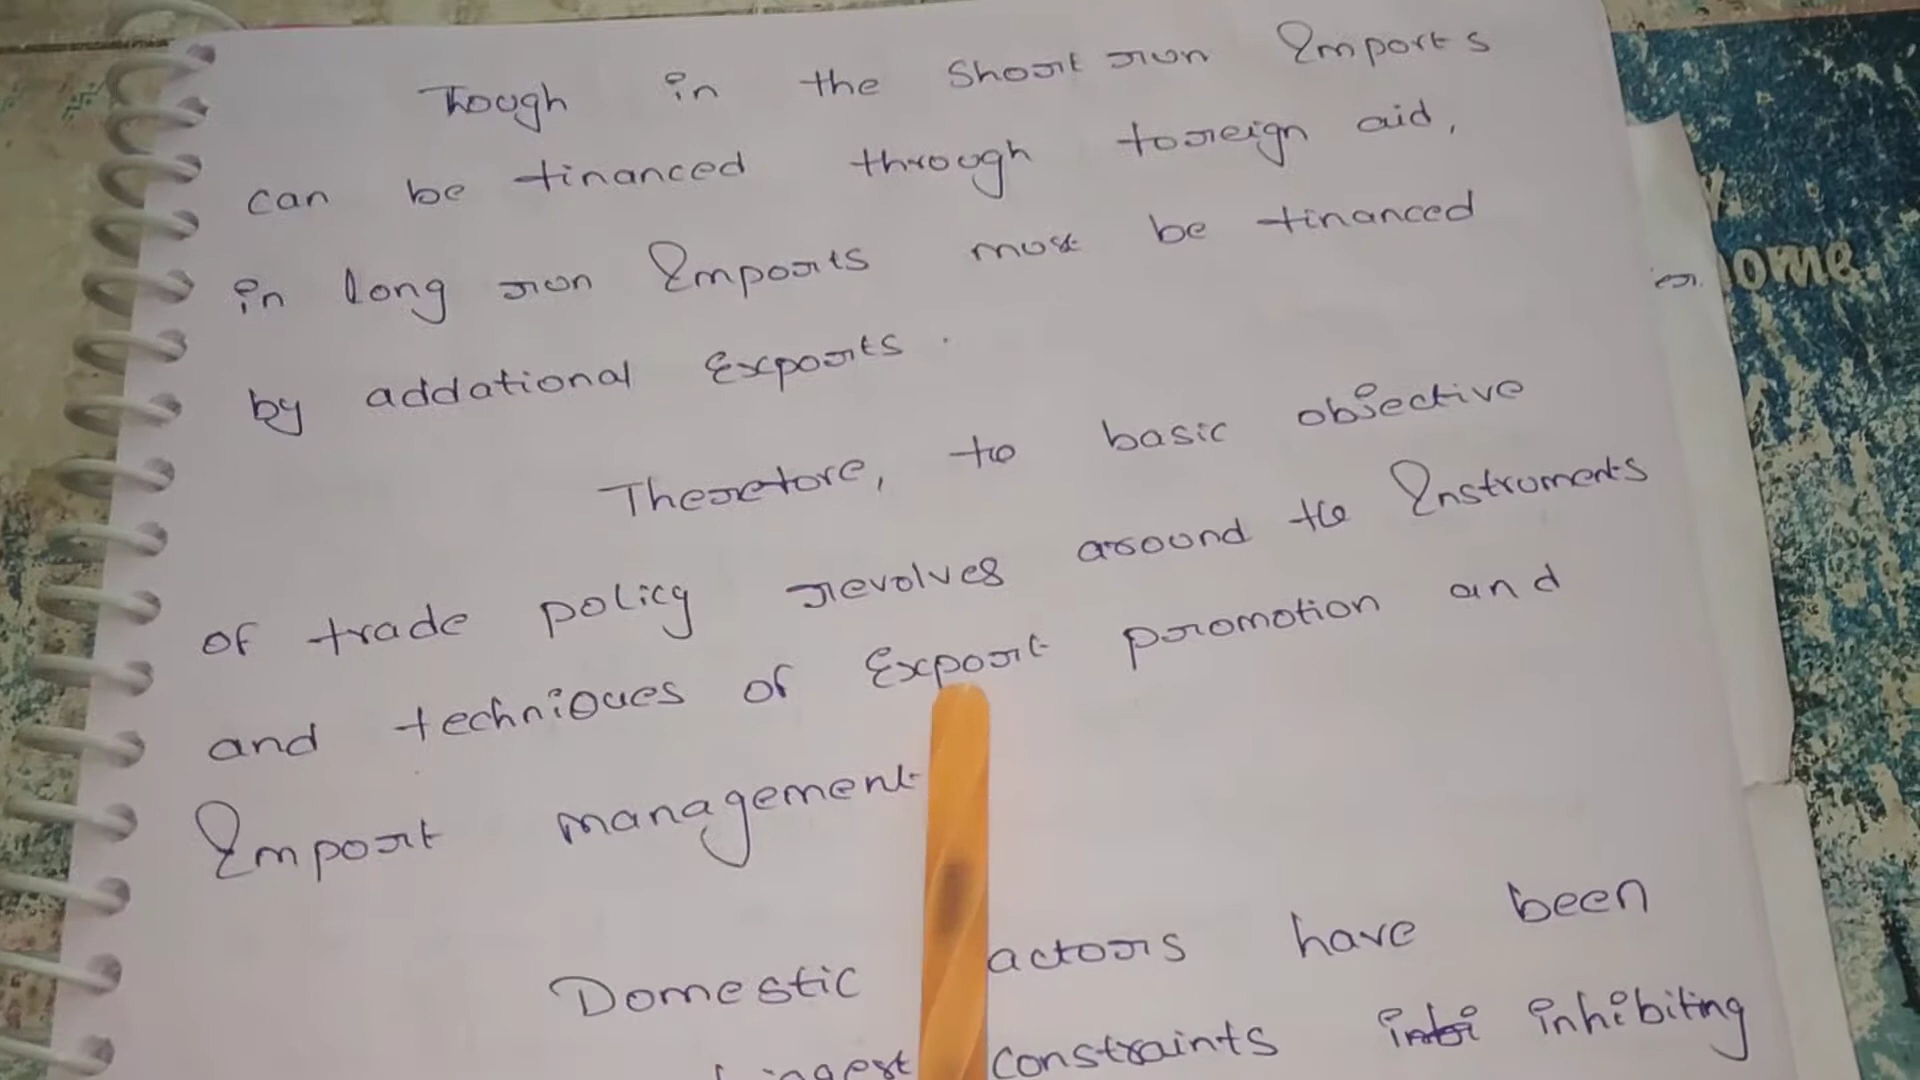 Though in the Short run Imports
can be financed through foreign aid,
in long run Imports must be financed
by addational Exports.
Therefore, the basic objective
of trade policy revolves around the Instruments
and techniques of Export promotion and
Import management
Domestic actors have been
constraints inhibiting
ome